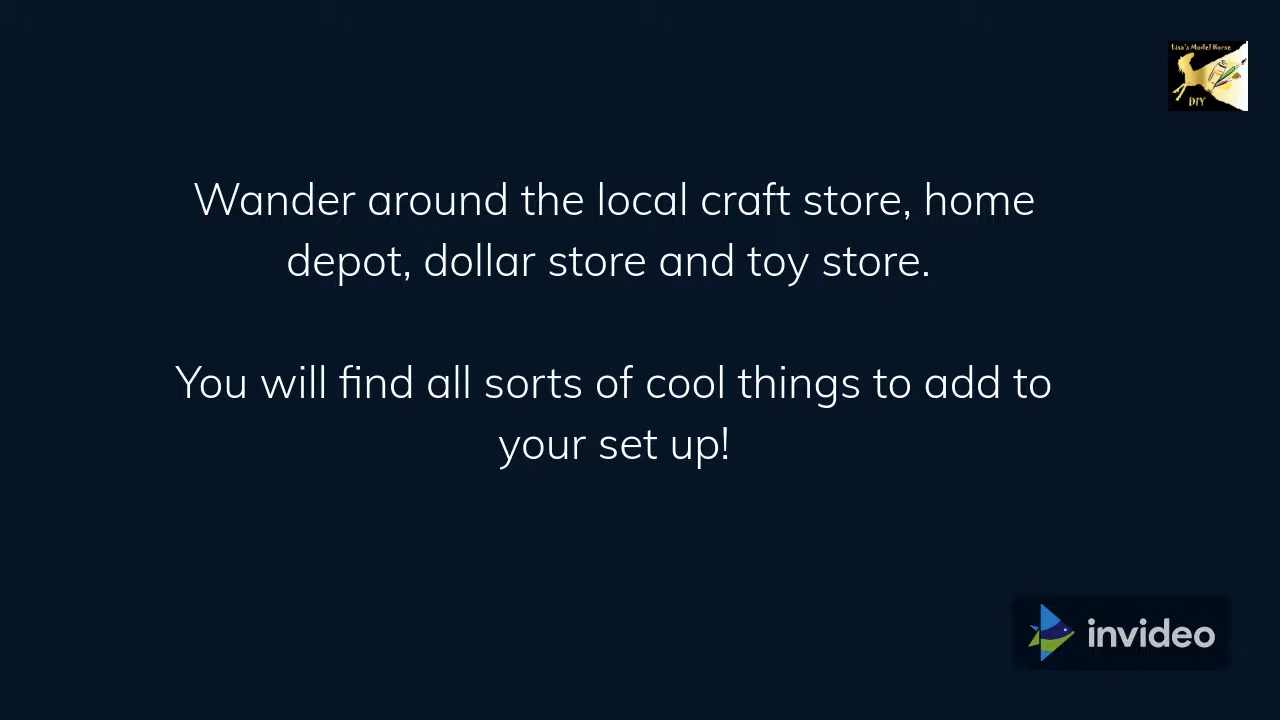 Lisa's Model Horse
DIY
Wander around the local craft store, home
depot, dollar store and toy store.
You will find all sorts of cool things to add to
your set up!
invideo